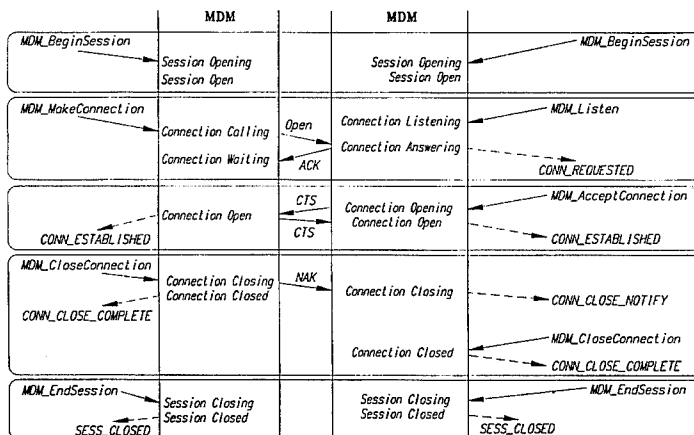 MDM MDM
MDM_BeginSession MDM_BeginSession
Session Opening Session Opening
Session Open Session Open
MDM_MakeConnection MDM_Listen
Connection Calling Open Connection Listening
Connection Waiting ACK Connection Answering
CONN_REQUESTED
CTS MDM_AcceptConnection
Connection Open Connection Opening
CTS Connection Open
CONN_ESTABLISHED CONN_ESTABLISHED
MDM_CloseConnection
Connection Closing NAK Connection Closing
Connection Closed CONN_CLOSE_NOTIFY
CONN_CLOSE_COMPLETE
MDM_CloseConnection
Connection Closed CONN_CLOSE_COMPLETE
MDM_EndSession MDM_EndSession
Session Closing Session Closing
Session Closed Session Closed
SESS_CLOSED SESS_CLOSED